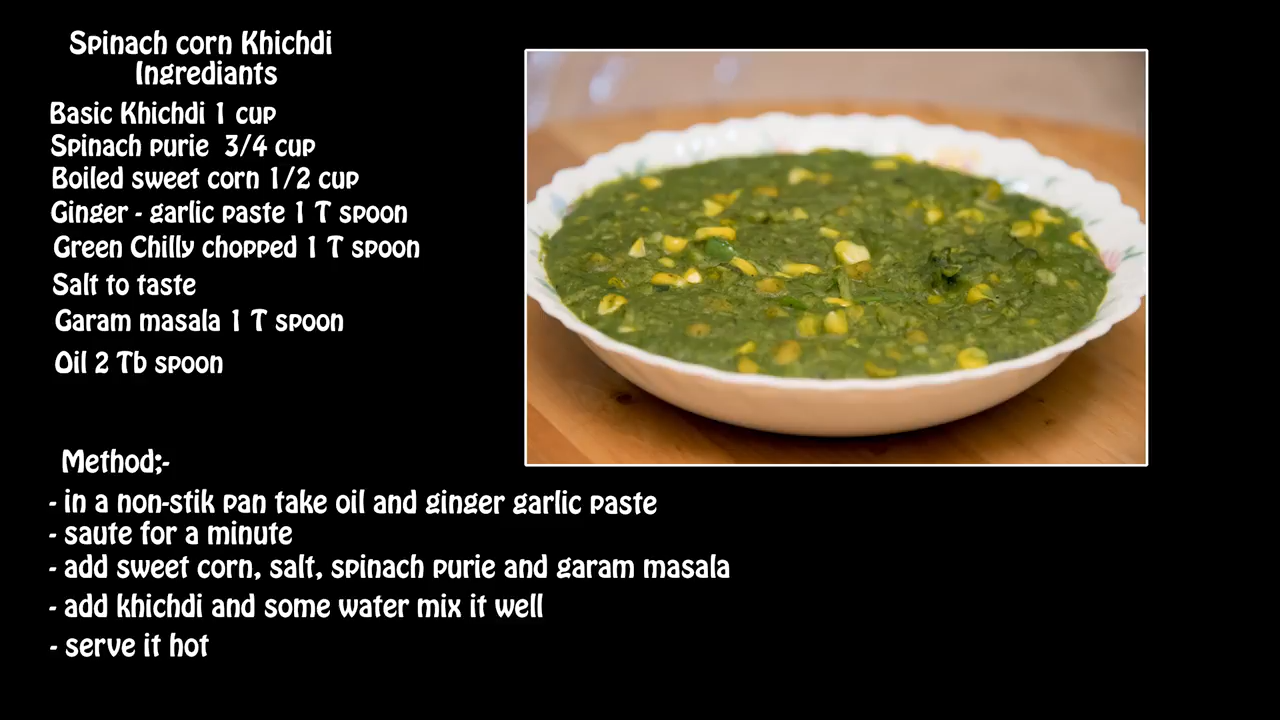 Spinach corn Khichdi
Ingrediants
Basic Khichdi 1 cup
Spinach purie 3/4 cup
Boiled sweet corn 1/2 cup
Ginger - garlic paste 1 T spoon
Green Chilly chopped 1 T spoon
Salt to taste
Garam masala 1 T spoon
Oil 2 Tb spoon
Method;-
- in a non-stik pan take oil and ginger garlic paste
- saute for a minute
- add sweet corn, salt, spinach purie and garam masala
- add khichdi and some water mix it well
- serve it hot